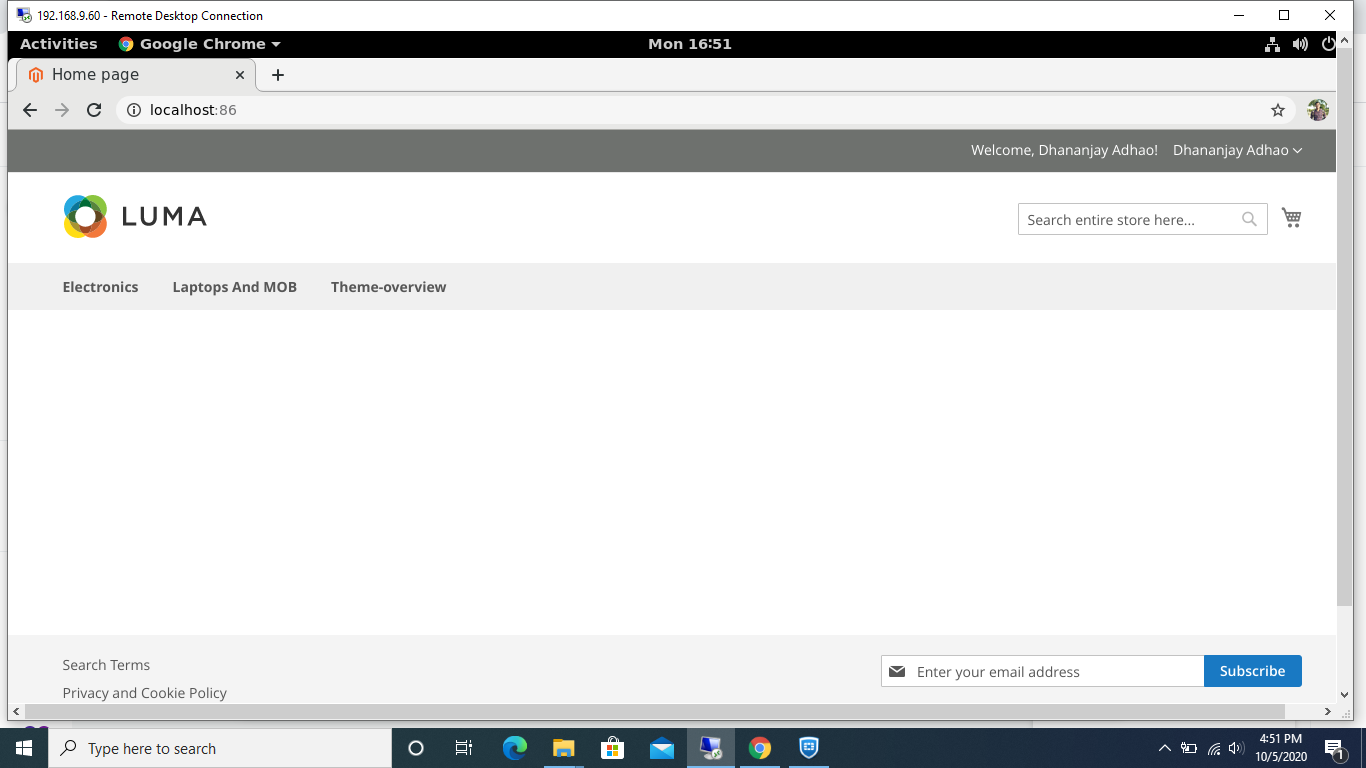 192.168.9.60 - Remote Desktop Connection
Activities Google Chrome Mon 16:51
Home page
localhost:86
Welcome, Dhananjay Adhao! Dhananjay Adhao
LUMA
Search entire store here...
Electronics Laptops And MOB Theme-overview
Search Terms
Enter your email address Subscribe
Privacy and Cookie Policy
Type here to search
4:51 PM
10/5/2020
1